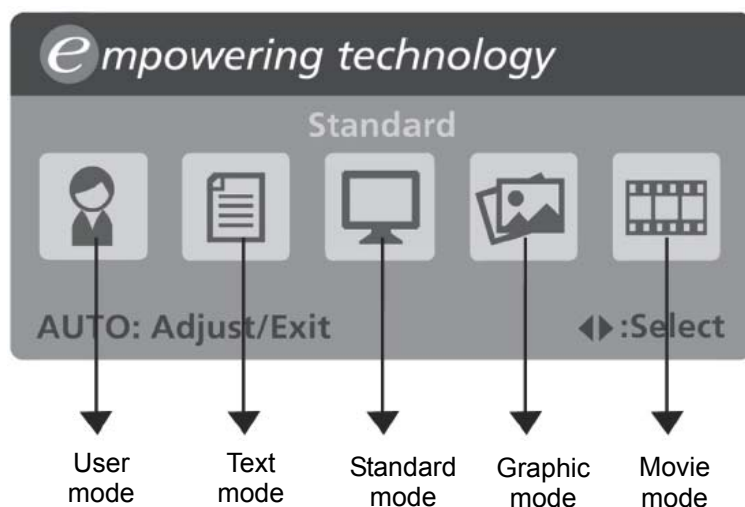 empowering technology
Standard
AUTO: Adjust/Exit ◀▶:Select
User mode
Text mode
Standard mode
Graphic mode
Movie mode